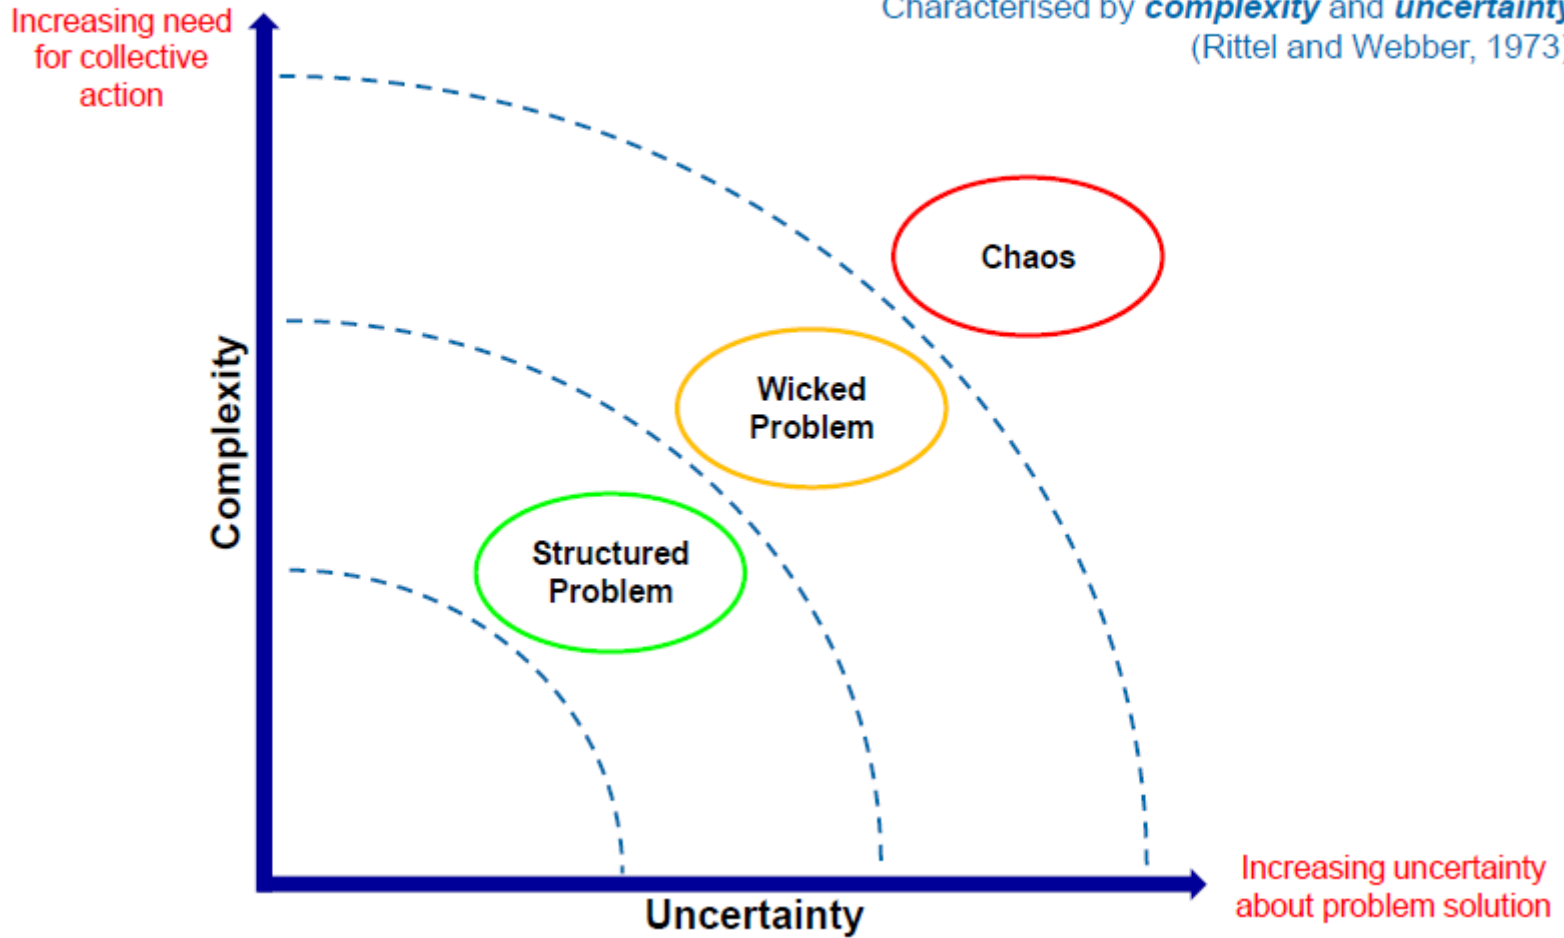 Increasing need
for collective
action
Characterised by complexity and uncertainty
(Rittel and Webber, 1973)
Chaos
Wicked
Problem
Structured
Problem
Complexity
Uncertainty
Increasing uncertainty
about problem solution